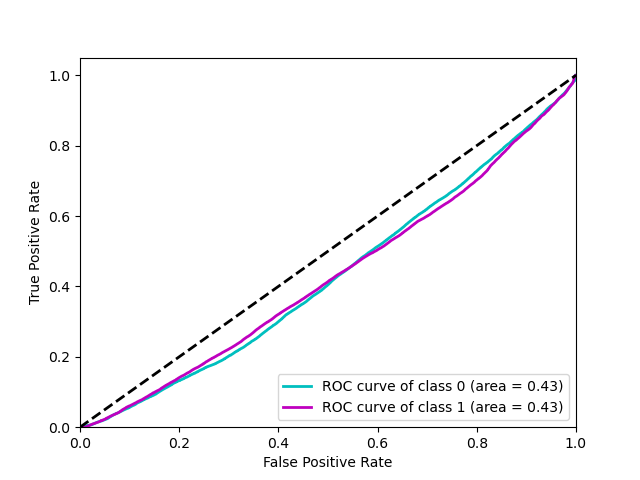 1.0
0.8
0.6
0.4
0.2
0.0
True Positive Rate
0.0 0.2 0.4 0.6 0.8 1.0
False Positive Rate
ROC curve of class 0 (area = 0.43)
ROC curve of class 1 (area = 0.43)